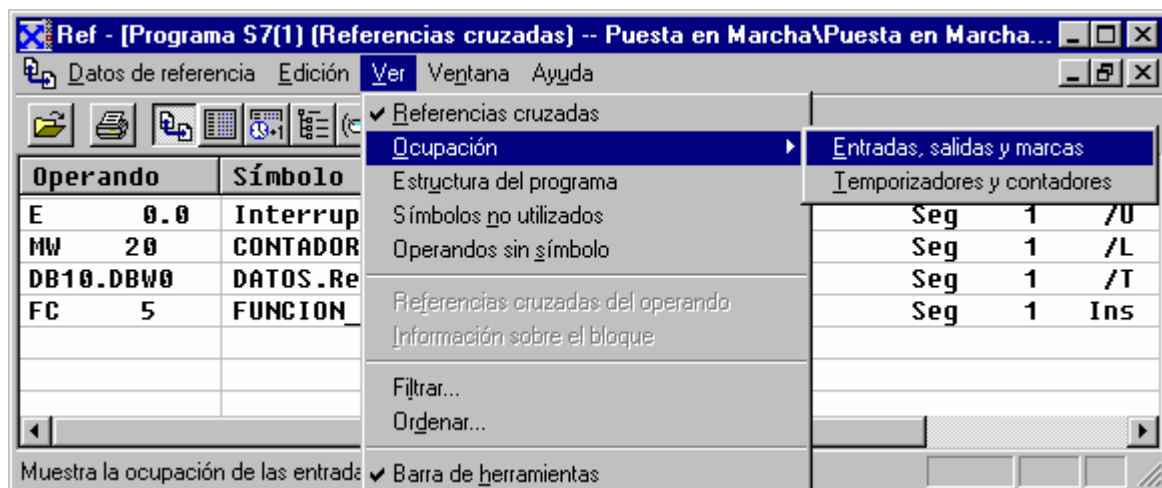 Ref - [Programa S7(1) (Referencias cruzadas) -- Puesta en Marcha\Puesta en Marcha...
Datos de referencia Edición Ver Ventana Ayuda
Referencias cruzadas
Ocupación
Entradas, salidas y marcas
Temporizadores y contadores
Estructura del programa
Símbolos no utilizados
Operandos sin símbolo
Referencias cruzadas del operando
Información sobre el bloque
Filtrar...
Ordenar...
Barra de herramientas
Operando Símbolo
E 0.0 Interrup Seg 1 /U
MW 20 CONTADOR Seg 1 /L
DB10.DBW0 DATOS.Re Seg 1 /T
FC 5 FUNCION_ Seg 1 Ins
Muestra la ocupación de las entrada